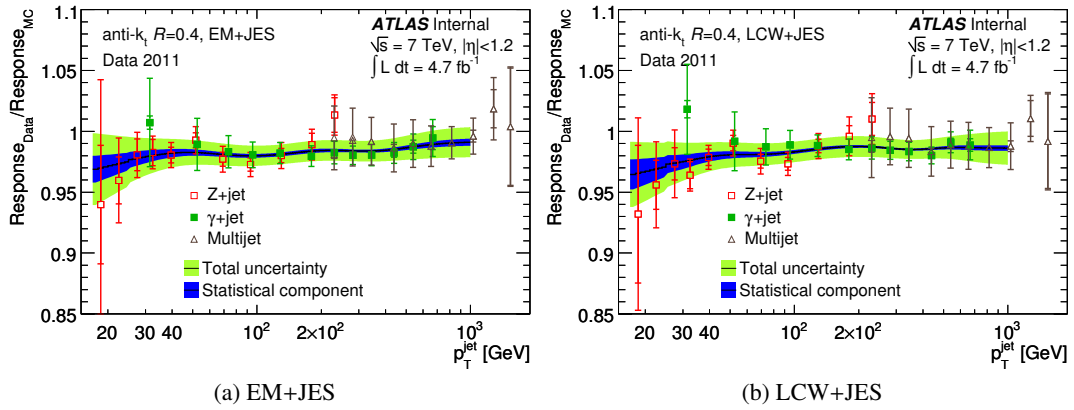 Response_Data/Response_MC
1.1
1.05
1
0.95
0.9
0.85
anti-k_t R=0.4, EM+JES
Data 2011
ATLAS Internal
√s = 7 TeV, |η|<1.2
∫ L dt = 4.7 fb⁻¹
Z+jet
γ+jet
Multijet
Total uncertainty
Statistical component
20 30 40 10² 2×10² 10³
p_T^jet [GeV]
(a) EM+JES
Response_Data/Response_MC
1.1
1.05
1
0.95
0.9
0.85
anti-k_t R=0.4, LCW+JES
Data 2011
ATLAS Internal
√s = 7 TeV, |η|<1.2
∫ L dt = 4.7 fb⁻¹
Z+jet
γ+jet
Multijet
Total uncertainty
Statistical component
20 30 40 10² 2×10² 10³
p_T^jet [GeV]
(b) LCW+JES